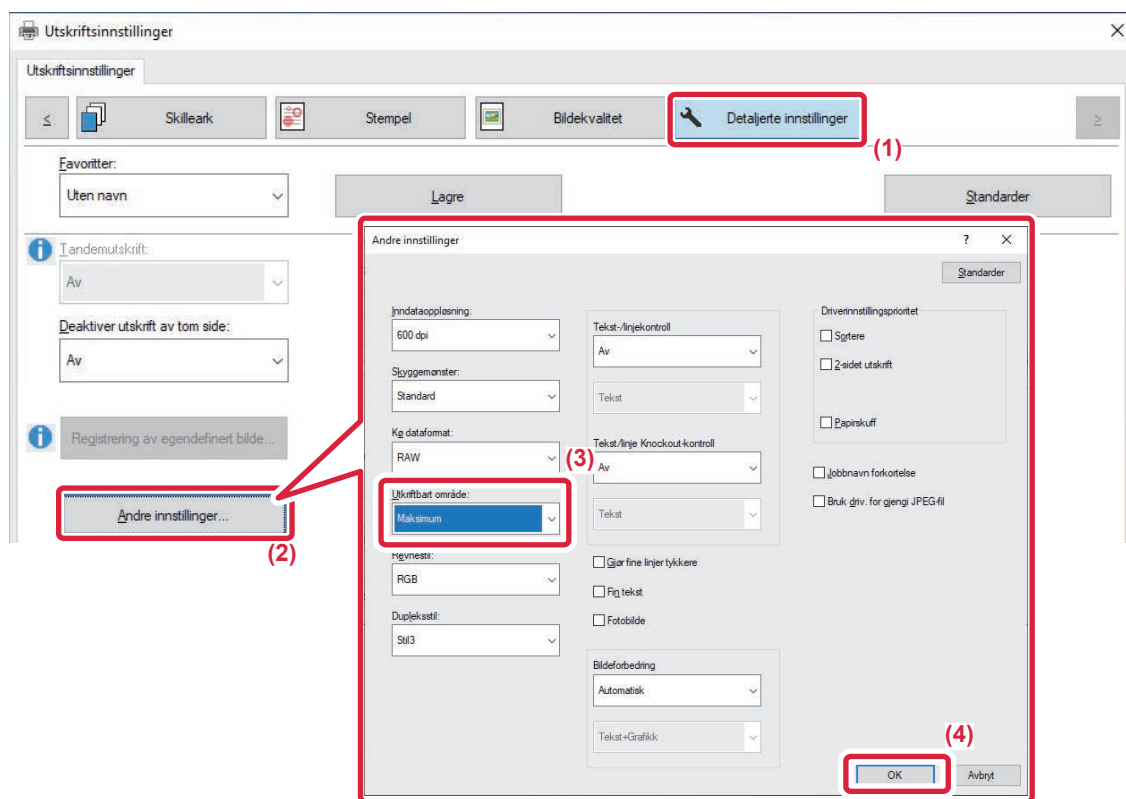 Utskriftsinnstillinger
Utskriftsinnstillinger
<
Skilleark
Stempel
Bildekvalitet
Detaljerte innstillinger
>
(1)
Favoritter:
Uten navn
Lagre
Standarder
Tandemutskrift:
Av
Deaktiver utskrift av tom side:
Av
Registrering av egendefinert bilde...
Andre innstillinger...
(2)
Andre innstillinger
?
Standarder
Inndataoppløsning:
600 dpi
Skyggemønster:
Standard
Kø dataformat:
RAW
(3)
Utkriftbart område:
Maksimum
Revnestil:
RGB
Dupleksstil:
Stil3
Tekst-/linjekontroll
Av
Tekst
Tekst/linje Knockout-kontroll
Av
Tekst
Gjør fine linjer tykkere
Fin tekst
Fotobilde
Bildeforbedring
Automatisk
Tekst+Grafikk
Driverinnstillingsprioritet
Sortere
2-sidet utskrift
Papirskuff
Jobbnavn forkortelse
Bruk driv. for gjengi JPEG-fil
(4)
OK
Avbryt